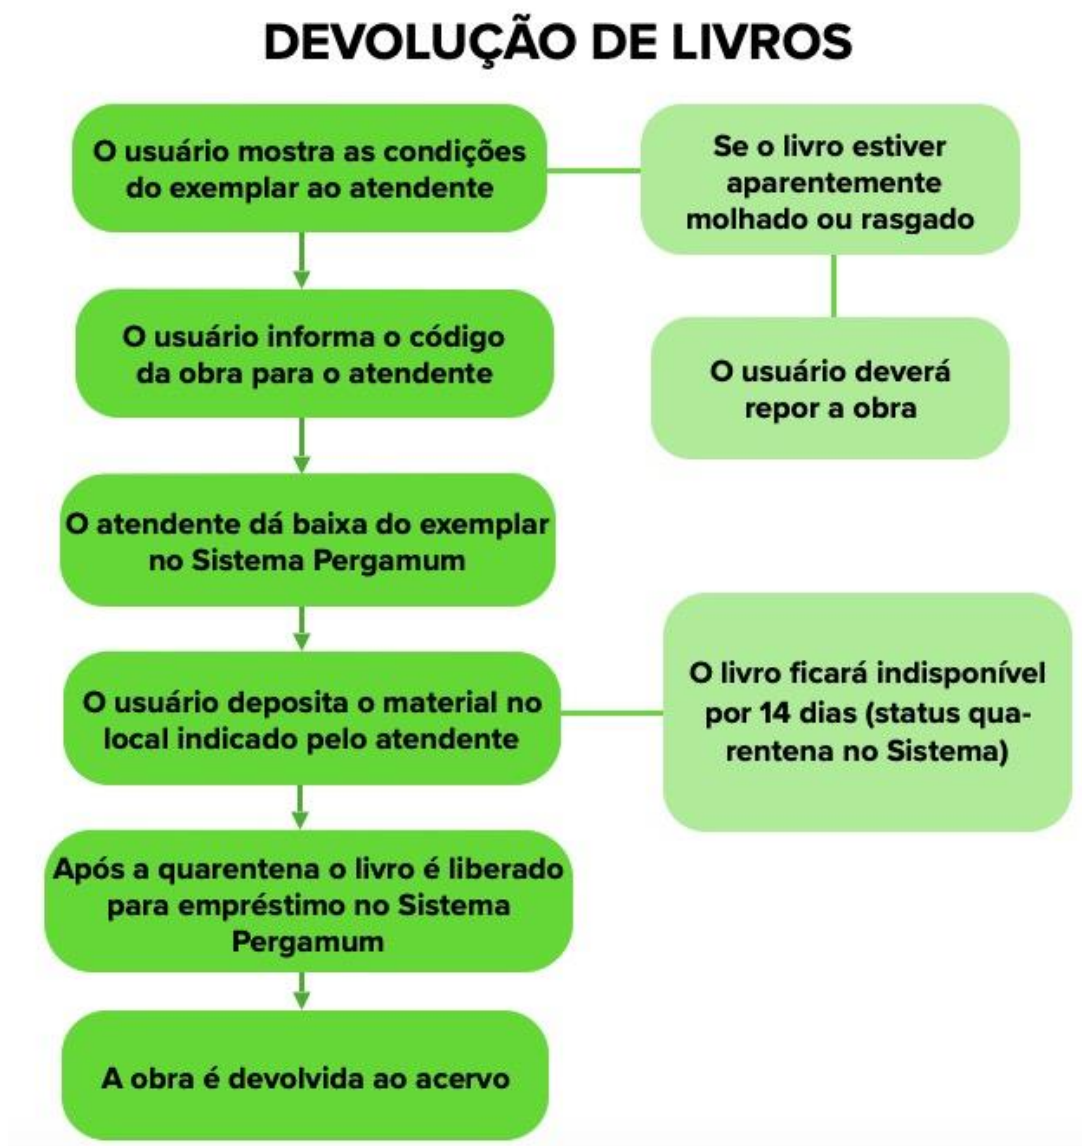 DEVOLUÇÃO DE LIVROS
O usuário mostra as condições
do exemplar ao atendente
Se o livro estiver
aparentemente
molhado ou rasgado
O usuário informa o código
da obra para o atendente
O usuário deverá
repor a obra
O atendente dá baixa do exemplar
no Sistema Pergamum
O usuário deposita o material no
local indicado pelo atendente
O livro ficará indisponível
por 14 dias (status qua-
rentena no Sistema)
Após a quarentena o livro é liberado
para empréstimo no Sistema
Pergamum
A obra é devolvida ao acervo